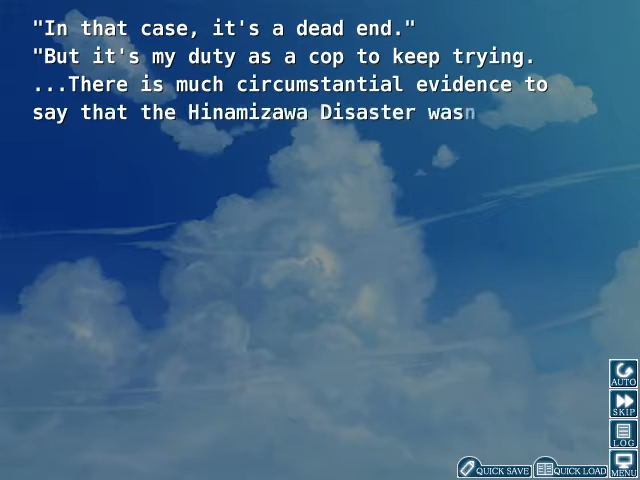 "In that case, it's a dead end."
"But it's my duty as a cop to keep trying.
...There is much circumstantial evidence to
say that the Hinamizawa Disaster wasn
AUTO
SKIP
LOG
QUICK SAVE
QUICK LOAD
MENU